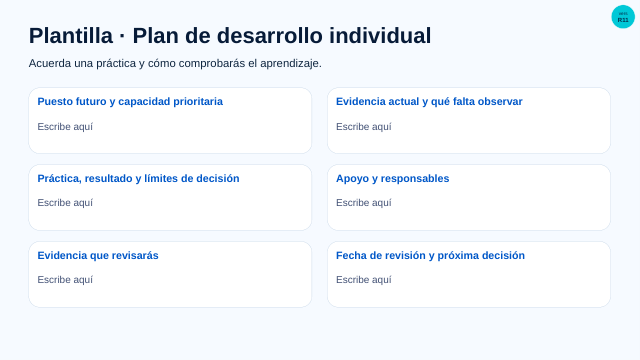 R11
Plantilla · Plan de desarrollo individual
Acuerda una práctica y cómo comprobarás el aprendizaje.
Puesto futuro y capacidad prioritaria
Escribe aquí
Evidencia actual y qué falta observar
Escribe aquí
Práctica, resultado y límites de decisión
Escribe aquí
Apoyo y responsables
Escribe aquí
Evidencia que revisarás
Escribe aquí
Fecha de revisión y próxima decisión
Escribe aquí